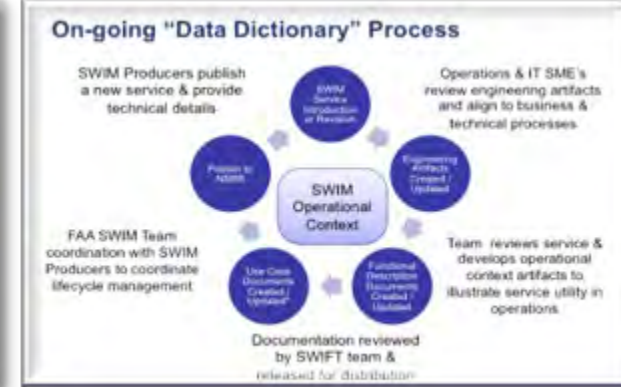 On-going "Data Dictionary" Process
SWIM Producers publish
a new service & provide
technical details
Operations & IT SME's
review engineering artifacts
and align to business &
technical processes
SWIM
Service
Introduction
or Revision
Publish to
Engineering
Artifacts
Created /
Updated
SWIM
Operational
Context
FAA SWIM Team
coordination with SWIM
Producers to coordinate
lifecycle management
Use Case
Documents
Created /
Updated*
Functional
Description
Documents
Created /
Updated
Team reviews service &
develops operational
context artifacts to
illustrate service utility in
operations
Documentation reviewed
by SWIFT team &
released for distribution